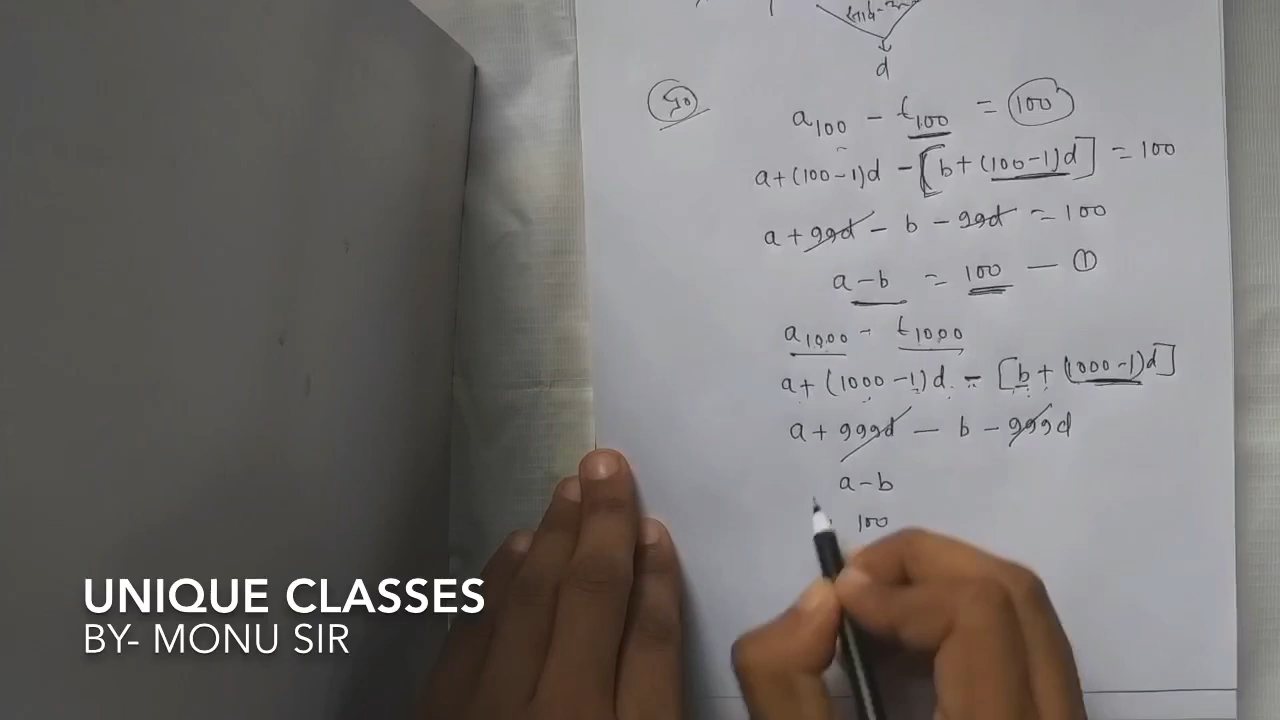 d
a₁₀₀ - t₁₀₀ = 100
a+(100-1)d - [b+(100-1)d] = 100
a + 99d - b - 99d = 100
a-b = 100 — ①
a₁₀₀₀ - t₁₀₀₀
a+(1000-1)d - [b+(1000-1)d]
a + 999d - b - 999d
a-b
100
UNIQUE CLASSES
BY- MONU SIR